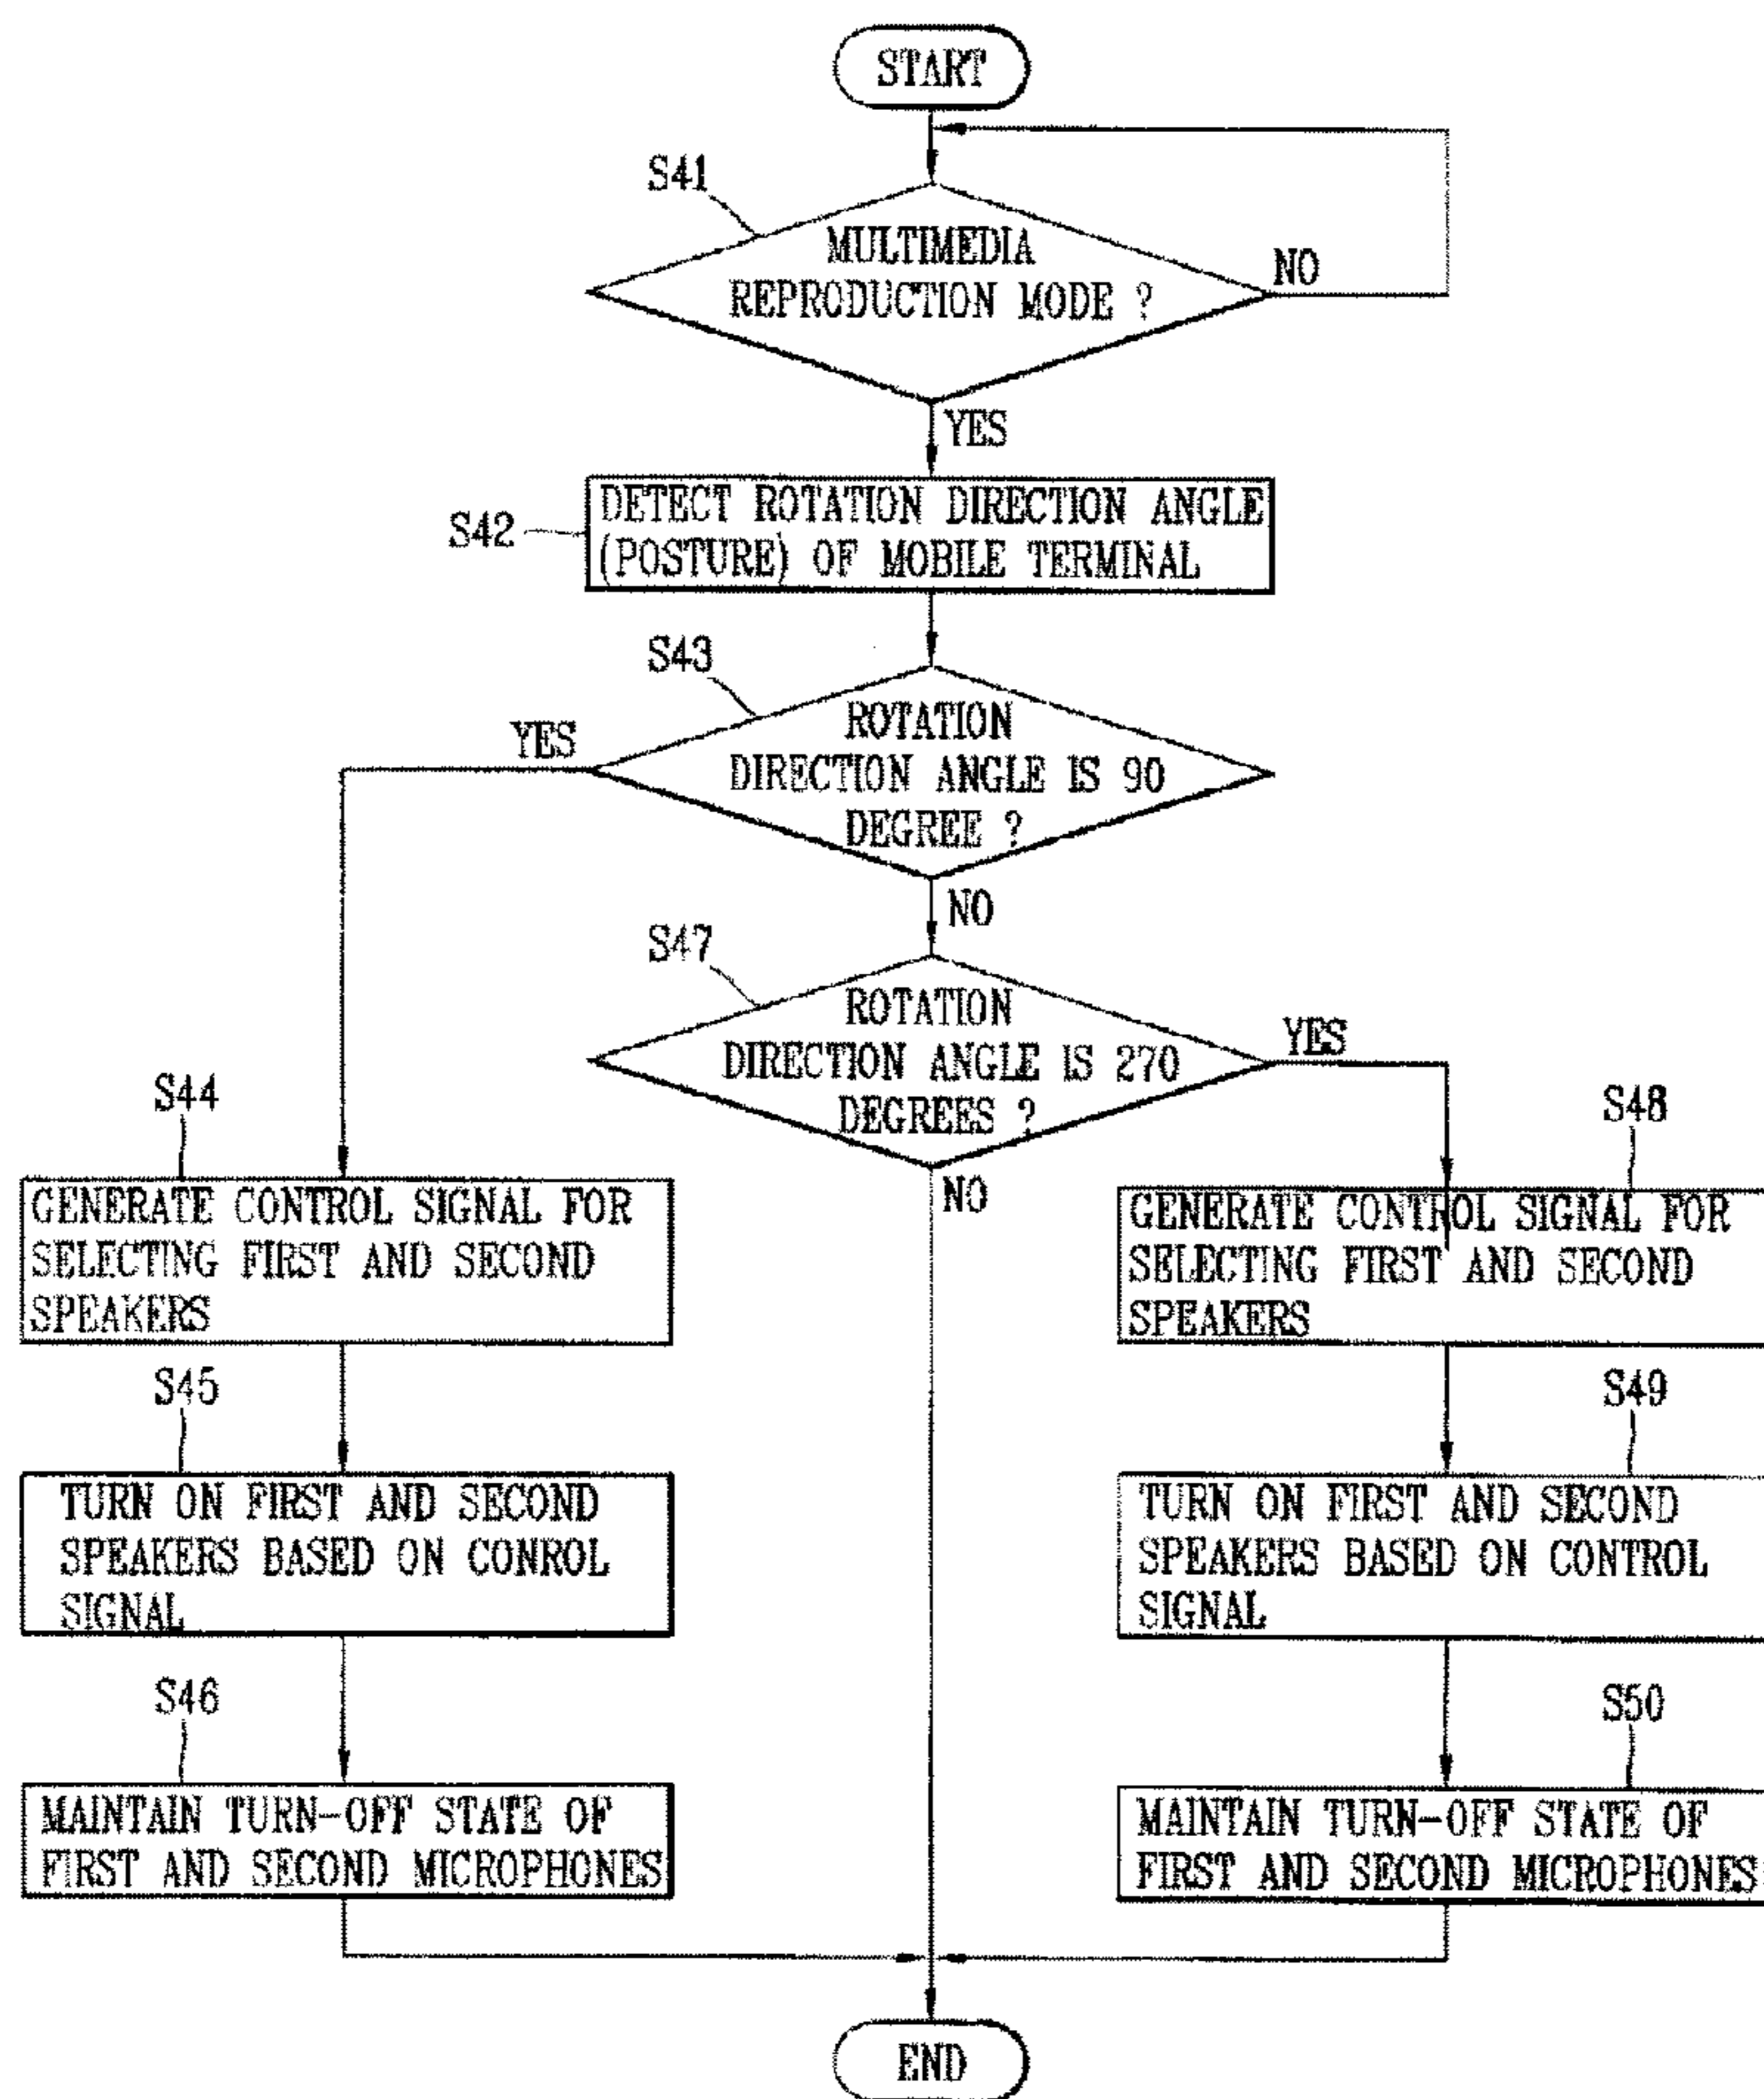 START
S41
MULTIMEDIA
REPRODUCTION MODE ?
NO
YES
S42
DETECT ROTATION DIRECTION ANGLE
(POSTURE) OF MOBILE TERMINAL
S43
YES
ROTATION
DIRECTION ANGLE IS 90
DEGREE ?
NO
S47
ROTATION
DIRECTION ANGLE IS 270
DEGREES ?
YES
NO
S44
GENERATE CONTROL SIGNAL FOR
SELECTING FIRST AND SECOND
SPEAKERS
S45
TURN ON FIRST AND SECOND
SPEAKERS BASED ON CONROL
SIGNAL
S46
MAINTAIN TURN-OFF STATE OF
FIRST AND SECOND MICROPHONES
S48
GENERATE CONTROL SIGNAL FOR
SELECTING FIRST AND SECOND
SPEAKERS
S49
TURN ON FIRST AND SECOND
SPEAKERS BASED ON CONTROL
SIGNAL
S50
MAINTAIN TURN-OFF STATE OF
FIRST AND SECOND MICROPHONES
END